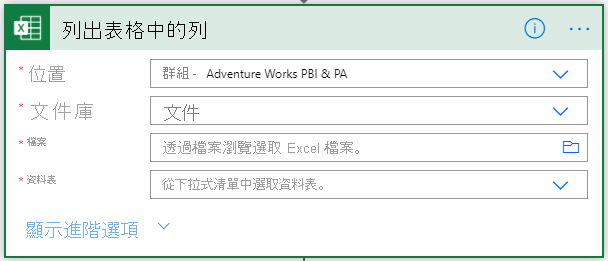 列出表格中的列
* 位置
群組 - Adventure Works PBI & PA
* 文件庫
文件
* 檔案
透過檔案瀏覽選取 Excel 檔案。
* 資料表
從下拉式清單中選取資料表。
顯示進階選項